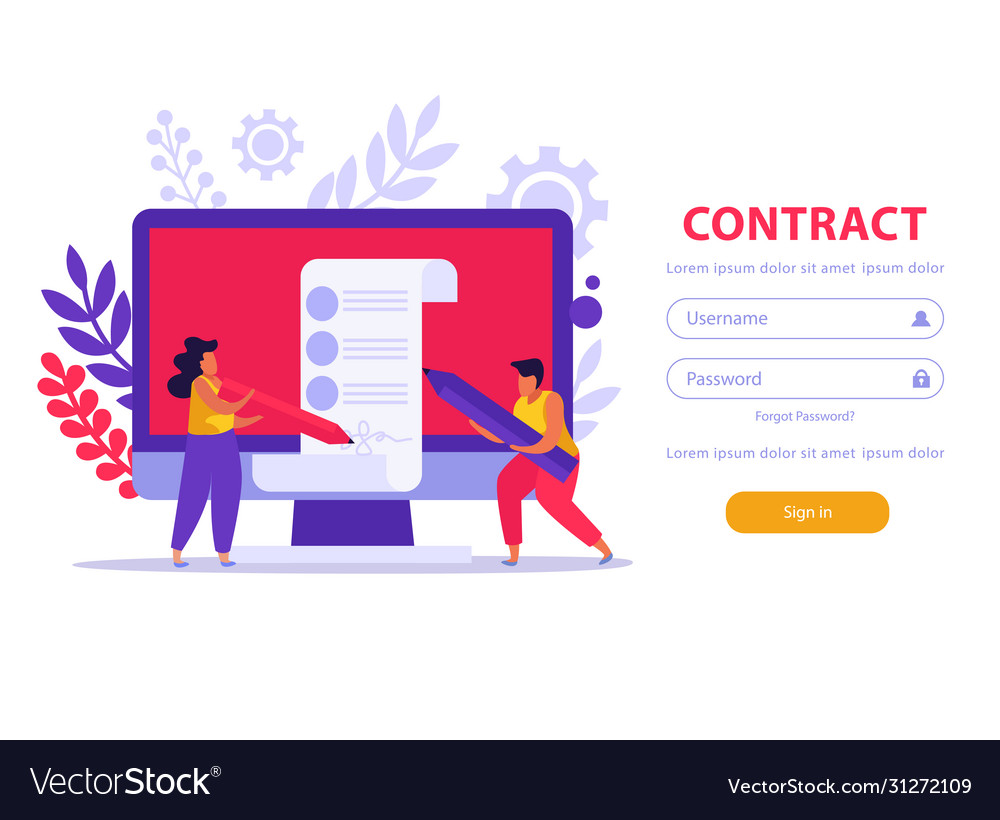 CONTRACT
Lorem ipsum dolor sit amet ipsum dolor
Username
Password
Forgot Password?
Lorem ipsum dolor sit amet ipsum dolor
Sign in
VectorStock®
VectorStock.com/31272109